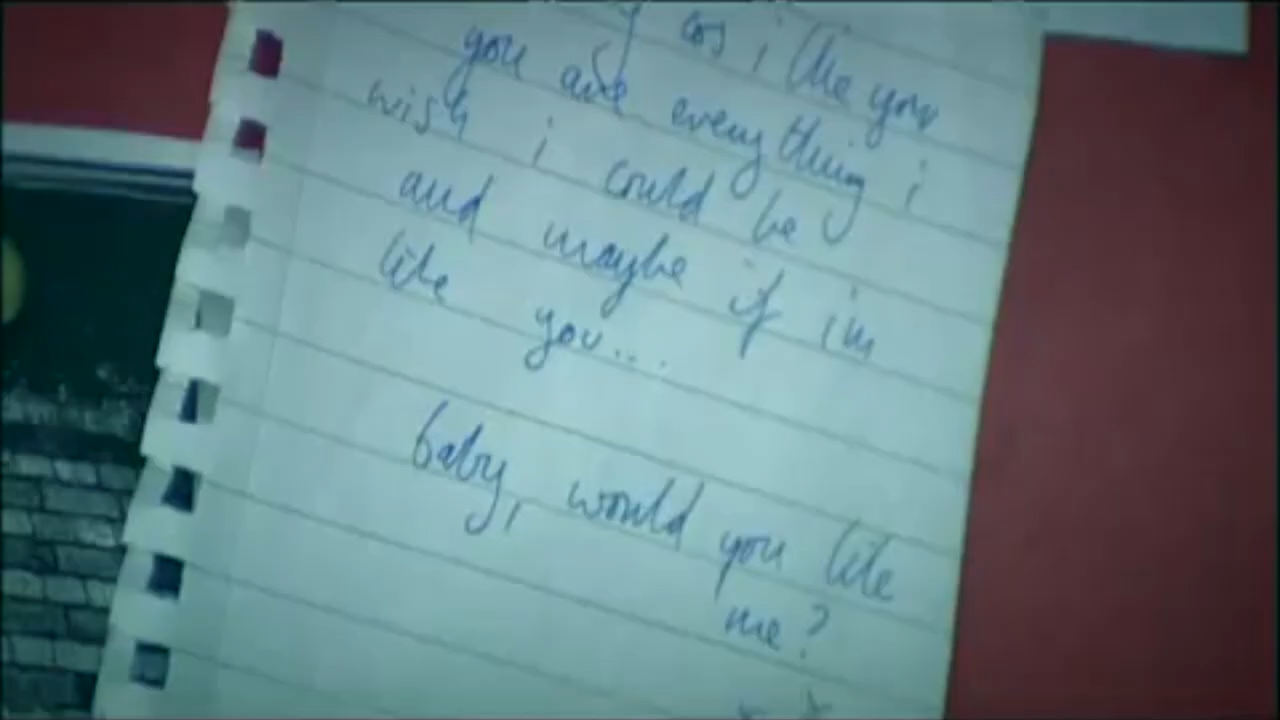 cos i like you
you are everything i
wish i could be
and maybe if im
like you...
baby, would you like
me?